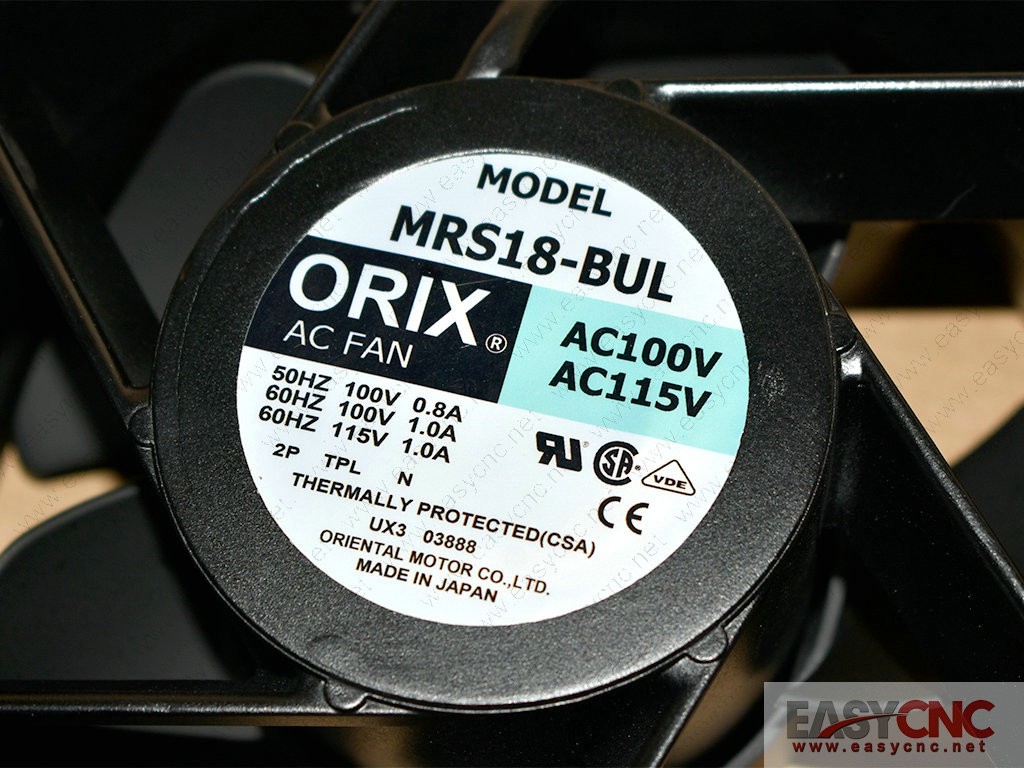 MODEL
MRS18-BUL
ORIX®
AC FAN
AC100V
AC115V
50HZ 100V 0.8A
60HZ 100V 1.0A
60HZ 115V 1.0A
2P TPL N
THERMALLY PROTECTED(CSA)
UX3 03888
ORIENTAL MOTOR CO.,LTD.
MADE IN JAPAN
RU
SA®
VDE
CE
EASYCNC
www.easycnc.net